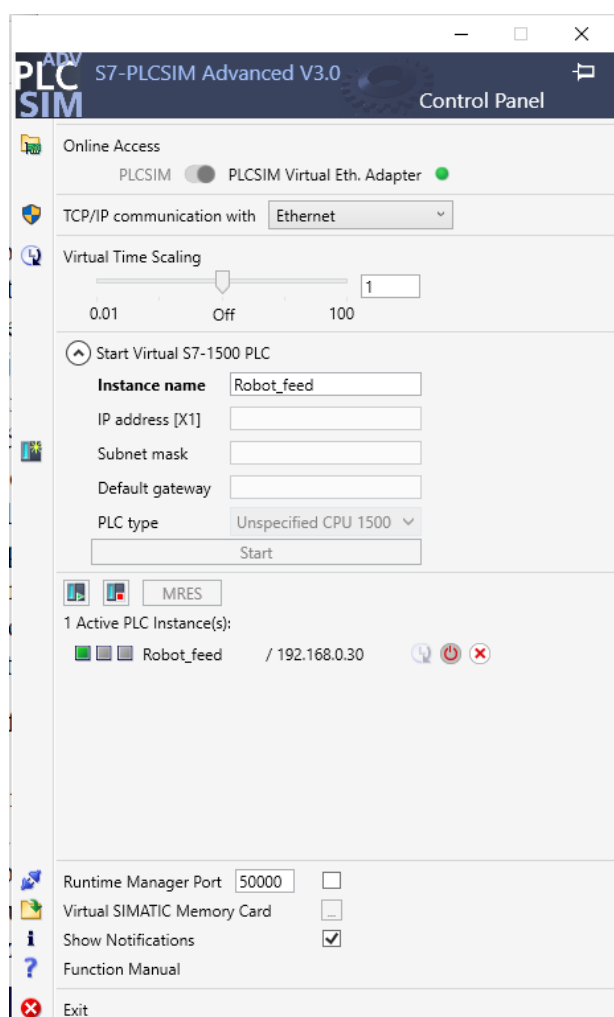 PLC ADV
SIM
S7-PLCSIM Advanced V3.0
Control Panel
Online Access
PLCSIM PLCSIM Virtual Eth. Adapter
TCP/IP communication with Ethernet
Virtual Time Scaling
1
0.01 Off 100
Start Virtual S7-1500 PLC
Instance name Robot_feed
IP address [X1]
Subnet mask
Default gateway
PLC type Unspecified CPU 1500
Start
MRES
1 Active PLC Instance(s):
Robot_feed / 192.168.0.30
Runtime Manager Port 50000
Virtual SIMATIC Memory Card ...
Show Notifications
Function Manual
Exit